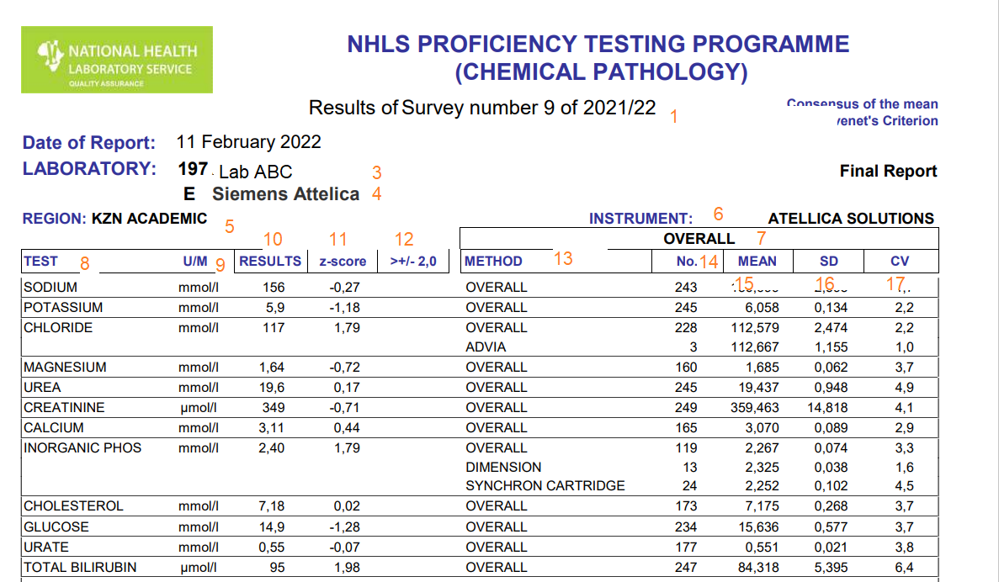 NATIONAL HEALTH
LABORATORY SERVICE
QUALITY ASSURANCE
NHLS PROFICIENCY TESTING PROGRAMME
(CHEMICAL PATHOLOGY)
Results of Survey number 9 of 2021/22 1
Consensus of the mean
Criterion
Date of Report: 11 February 2022
LABORATORY: 197 . Lab ABC 3
Final Report
E Siemens Attelica 4
REGION: KZN ACADEMIC 5
INSTRUMENT: 6 ATELLICA SOLUTIONS
10 11 12
OVERALL 7
TEST 8 U/M 9 RESULTS z-score >+/- 2,0 METHOD 13 No. 14 MEAN SD CV
SODIUM mmol/l 156 -0,27 OVERALL 243 15 16 17
POTASSIUM mmol/l 5,9 -1,18 OVERALL 245 6,058 0,134 2,2
CHLORIDE mmol/l 117 1,79 OVERALL 228 112,579 2,474 2,2
ADVIA 3 112,667 1,155 1,0
MAGNESIUM mmol/l 1,64 -0,72 OVERALL 160 1,685 0,062 3,7
UREA mmol/l 19,6 0,17 OVERALL 245 19,437 0,948 4,9
CREATININE µmol/l 349 -0,71 OVERALL 249 359,463 14,818 4,1
CALCIUM mmol/l 3,11 0,44 OVERALL 165 3,070 0,089 2,9
INORGANIC PHOS mmol/l 2,40 1,79 OVERALL 119 2,267 0,074 3,3
DIMENSION 13 2,325 0,038 1,6
SYNCHRON CARTRIDGE 24 2,252 0,102 4,5
CHOLESTEROL mmol/l 7,18 0,02 OVERALL 173 7,175 0,268 3,7
GLUCOSE mmol/l 14,9 -1,28 OVERALL 234 15,636 0,577 3,7
URATE mmol/l 0,55 -0,07 OVERALL 177 0,551 0,021 3,8
TOTAL BILIRUBIN µmol/l 95 1,98 OVERALL 247 84,318 5,395 6,4